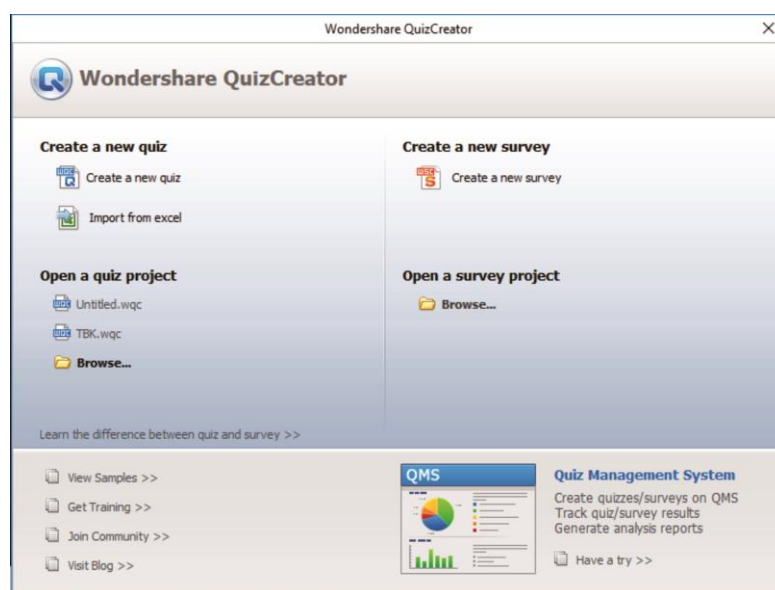 Wondershare QuizCreator
Wondershare QuizCreator
Create a new quiz
Create a new quiz
Import from excel
Open a quiz project
Untitled.wqc
TBK.wqc
Browse...
Create a new survey
Create a new survey
Open a survey project
Browse...
Learn the difference between quiz and survey >>
View Samples >>
Get Training >>
Join Community >>
Visit Blog >>
QMS
Quiz Management System
Create quizzes/surveys on QMS
Track quiz/survey results
Generate analysis reports
Have a try >>